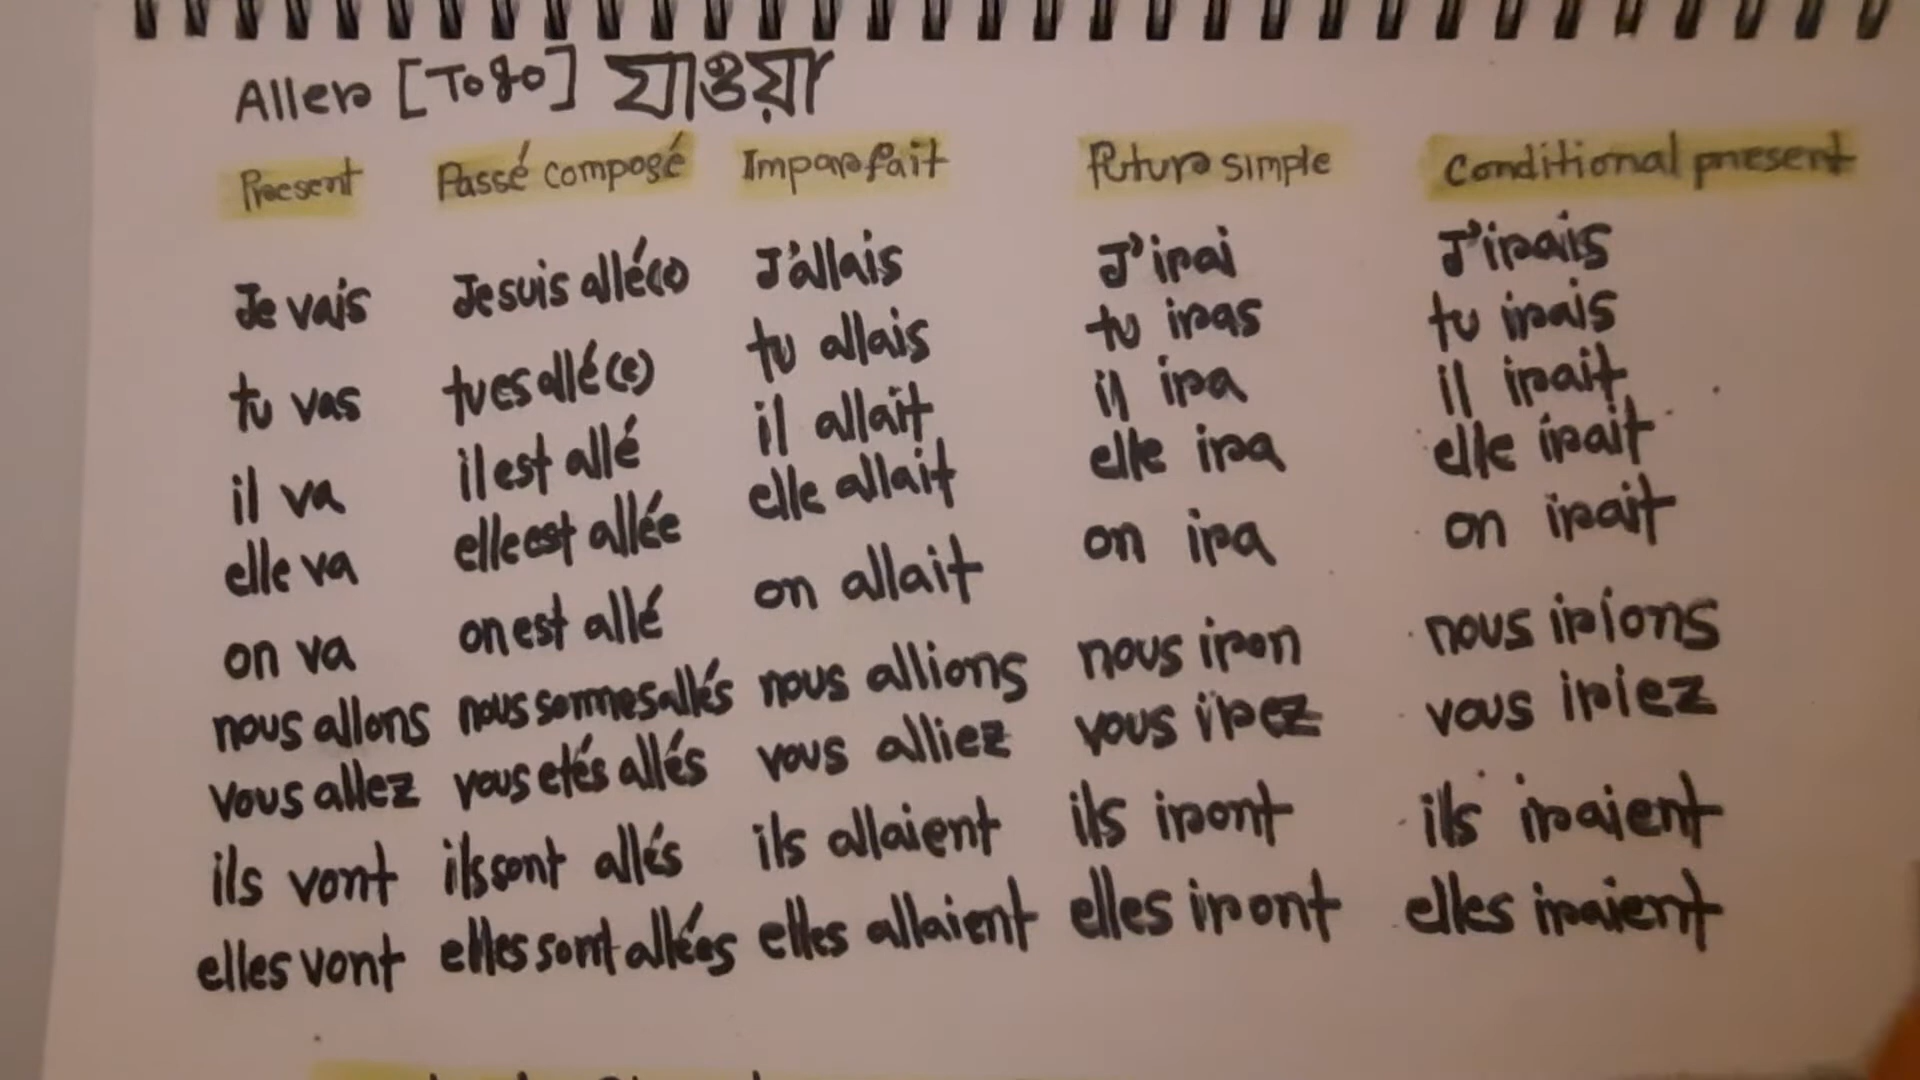 Aller [To go] যাওয়া
Present Passé composé Imparfait Futur simple Conditional present
Je vais Je suis allé(e) J'allais J'irai J'irais
tu vas tu es allé(e) tu allais tu iras tu irais
il va il est allé il allait il ira il irait
elle va elle est allée elle allait elle ira elle irait
on va on est allé on allait on ira on irait
nous allons nous sommes allés nous allions nous iron nous irions
vous allez vous etés allés vous alliez vous irez vous iriez
ils vont ils sont allés ils allaient ils iront ils iraient
elles vont elles sont allées elles allaient elles iront elles iraient